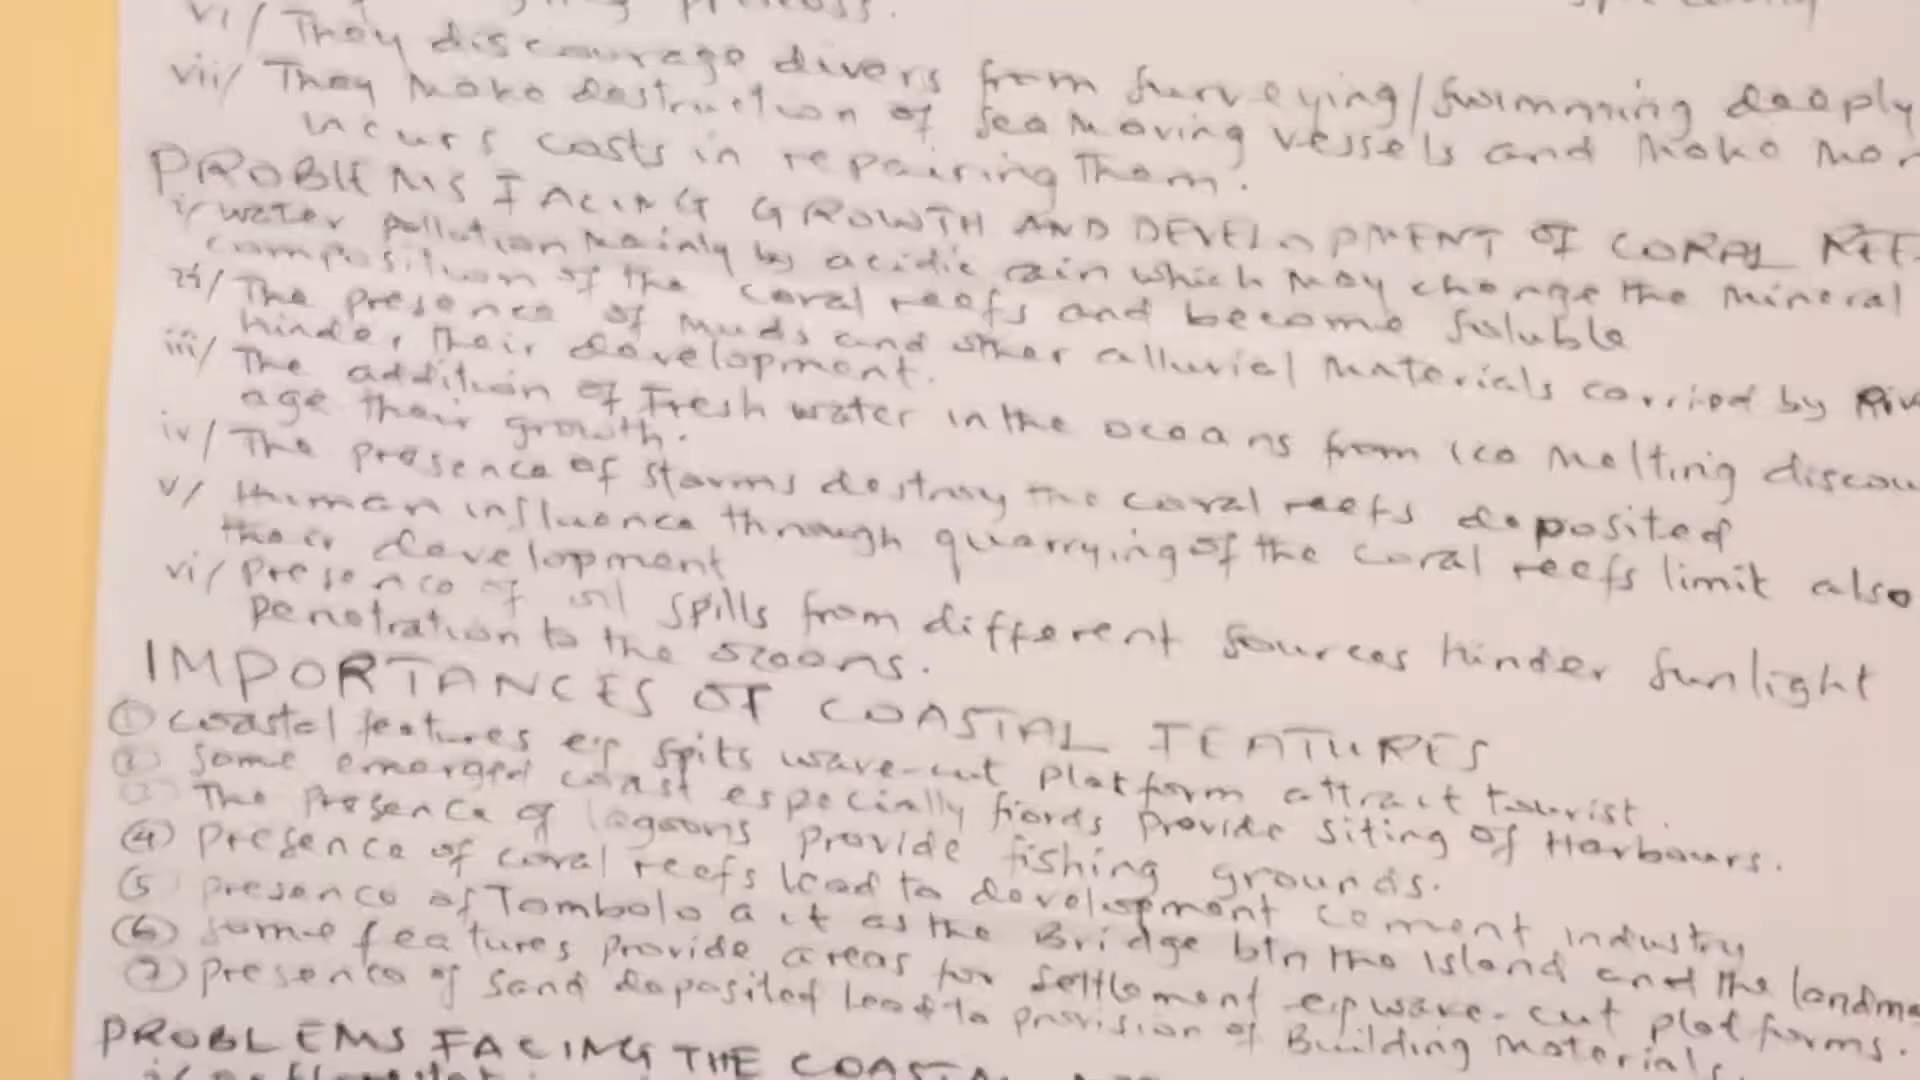 process.
vi/ They discourage divers from surveying/swimming deeply
vii/ They make destruction of sea moving vessels and make mor
incurs costs in repairing them.
PROBLEMS FACING GROWTH AND DEVELOPMENT OF CORAL REEF
i/ water pollution mainly by acidic rain which may change the mineral
composition of the coral reefs and become soluble
ii/ The presence of muds and other alluvial materials carried by Riv
hinder their development.
iii/ The addition of Fresh water in the oceans from ice melting discou
age their growth.
iv/ The presence of storms destroy the coral reefs deposited
v/ Human influence through quarrying of the coral reefs limit also
their development
vi/ presence of oil spills from different sources hinder sunlight
penetration to the
IMPORTANCES OF COASTAL FEATURES
① coastal features eg spits wave-cut platform attract tourist.
② Some emerged coast especially fiords provide siting of Harbours.
③ The presence of lagoons provide fishing grounds.
④ presence of coral reefs lead to development cement industry
⑤ presence of Tombolo act as the Bridge btn the island and the landma
⑥ some features provide areas for settlement eg wave-cut platforms.
⑦ presence of sand deposited lead to provision of Building materials.
PROBLEMS FACING THE COASTAL